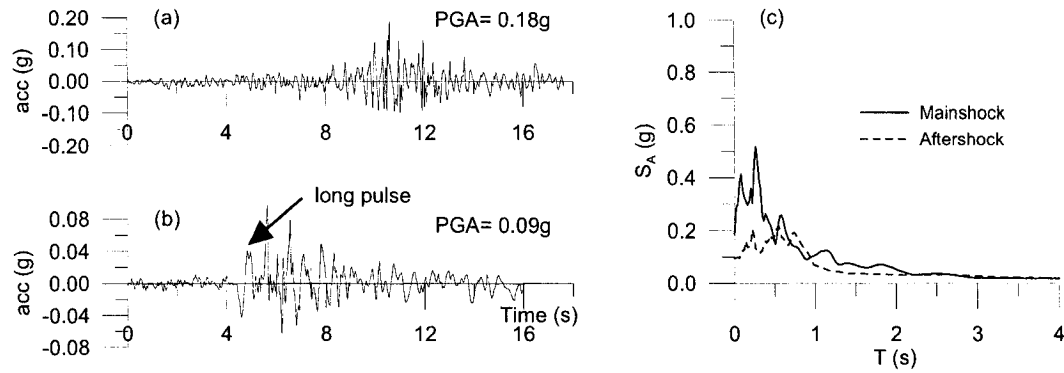 (a)
PGA= 0.18g
acc (g)
0.20
0.10
0.00
-0.10
-0.20
0 4 8 12 16
(b)
long pulse
PGA= 0.09g
acc (g)
0.08
0.04
0.00
-0.04
-0.08
Time (s)
0 4 8 12 16
(c)
S_A (g)
1.0
0.8
0.6
0.4
0.2
0.0
Mainshock
Aftershock
0 1 2 3 4
T (s)